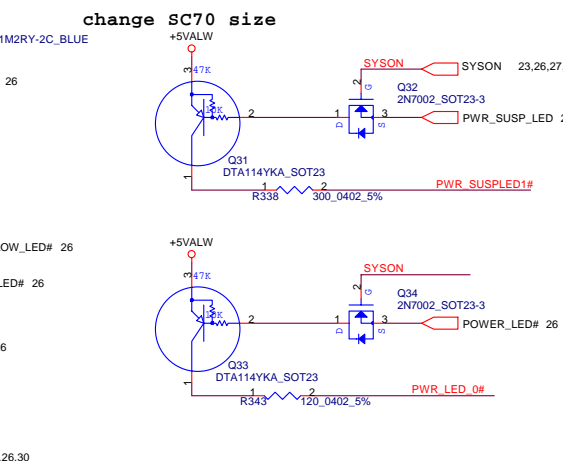 change SC70 size
1M2RY-2C_BLUE
+5VALW
26
3
47K
10K
2
1
Q31
DTA114YKA_SOT23
SYSON
SYSON 23,26,27,
2
G
Q32
2N7002_SOT23-3
1
D
S
3
PWR_SUSP_LED
1
2
R338
300_0402_5%
PWR_SUSPLED1#
OW_LED# 26
LED# 26
6
+5VALW
3
47K
10K
2
1
Q33
DTA114YKA_SOT23
SYSON
2
G
Q34
2N7002_SOT23-3
1
D
S
3
POWER_LED# 26
1
2
R343
120_0402_5%
PWR_LED_0#
26,30